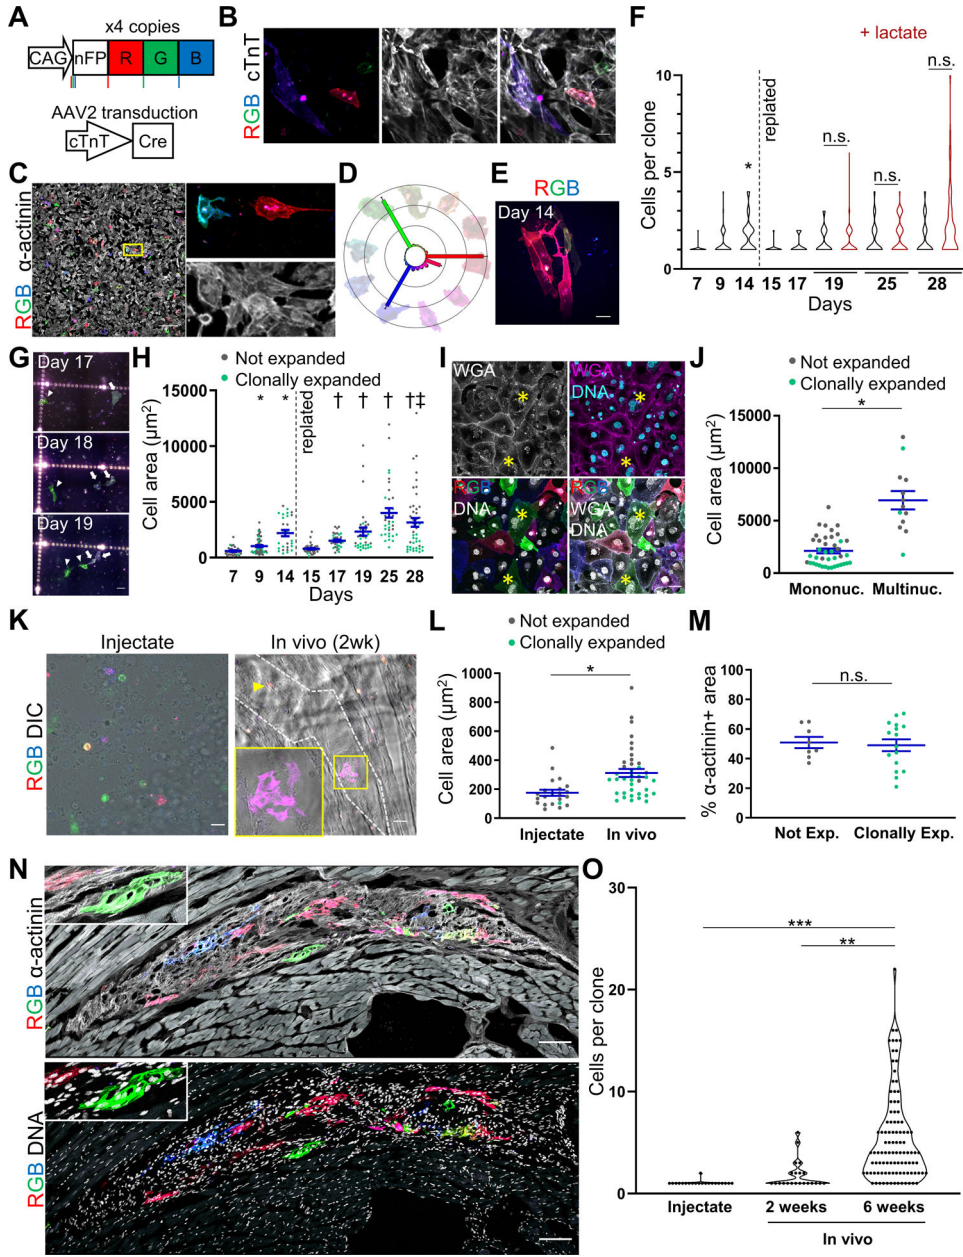 A
x4 copies
CAG nFP R G B
AAV2 transduction
cTnT Cre
B
RGB cTnT
C
RGB α-actinin
D
E
RGB
Day 14
F
+ lactate
n.s.
n.s.
n.s.
*
replated
Cells per clone
10
5
0
7 9 14 15 17 19 25 28
Days
G
Day 17
Day 18
Day 19
H
Not expanded
Clonally expanded
Cell area (µm²)
15000
10000
5000
0
* * † † † †‡
replated
7 9 14 15 17 19 25 28
Days
I
WGA
WGA
DNA
RGB
DNA
RGB
WGA
DNA
* * * * * * * *
J
Not expanded
Clonally expanded
*
Cell area (µm²)
15000
10000
5000
0
Mononuc. Multinuc.
K
Injectate In vivo (2wk)
RGB DIC
L
Not expanded
Clonally expanded
*
Cell area (µm²)
1000
800
600
400
200
0
Injectate In vivo
M
n.s.
% α-actinin+ area
100
80
60
40
20
0
Not Exp. Clonally Exp.
N
RGB α-actinin
RGB DNA
O
***
**
Cells per clone
30
20
10
0
Injectate 2 weeks 6 weeks
In vivo